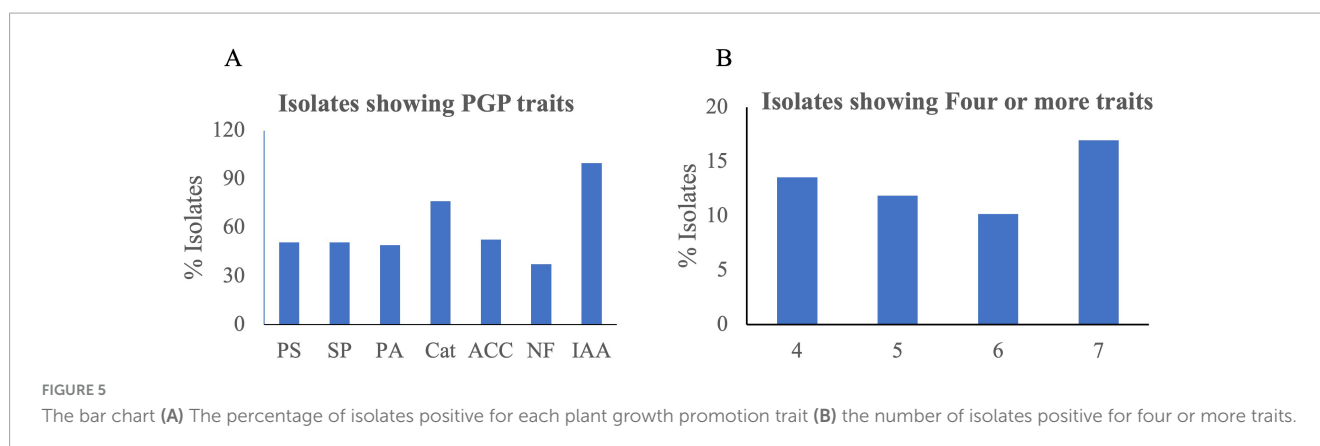 A
Isolates showing PGP traits
120
90
60
30
0
% Isolates
PS SP PA Cat ACC NF IAA
B
Isolates showing Four or more traits
20
15
10
5
0
% Isolates
4 5 6 7
FIGURE 5
The bar chart (A) The percentage of isolates positive for each plant growth promotion trait (B) the number of isolates positive for four or more traits.